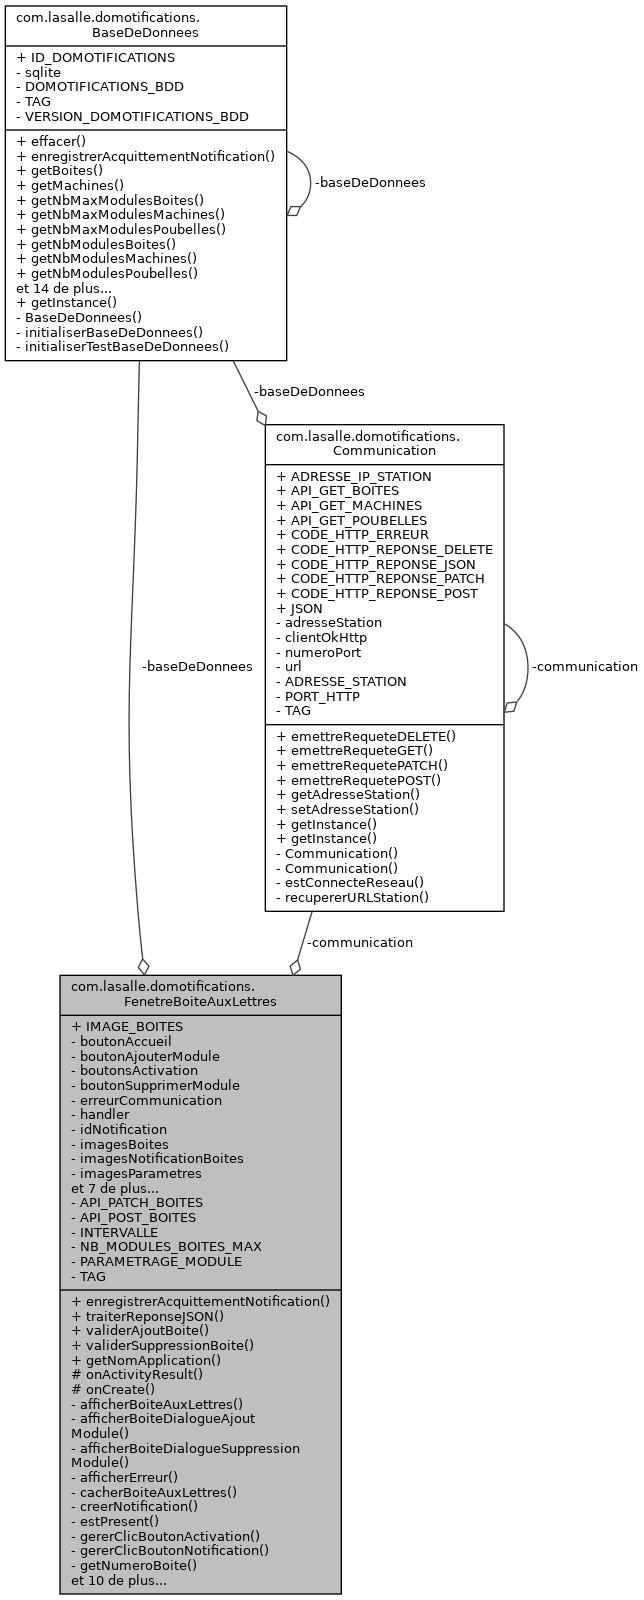 com.lasalle.domotifications.
BaseDeDonnees
+ ID_DOMOTIFICATIONS
- sqlite
- DOMOTIFICATIONS_BDD
- TAG
- VERSION_DOMOTIFICATIONS_BDD
+ effacer()
+ enregistrerAcquittementNotification()
+ getBoites()
+ getMachines()
+ getNbMaxModulesBoites()
+ getNbMaxModulesMachines()
+ getNbMaxModulesPoubelles()
+ getNbModulesBoites()
+ getNbModulesMachines()
+ getNbModulesPoubelles()
et 14 de plus...
+ getInstance()
- BaseDeDonnees()
- initialiserBaseDeDonnees()
- initialiserTestBaseDeDonnees()
-baseDeDonnees
-baseDeDonnees
com.lasalle.domotifications.
Communication
+ ADRESSE_IP_STATION
+ API_GET_BOITES
+ API_GET_MACHINES
+ API_GET_POUBELLES
+ CODE_HTTP_ERREUR
+ CODE_HTTP_REPONSE_DELETE
+ CODE_HTTP_REPONSE_JSON
+ CODE_HTTP_REPONSE_PATCH
+ CODE_HTTP_REPONSE_POST
+ JSON
- adresseStation
- clientOkHttp
- numeroPort
- url
- ADRESSE_STATION
- PORT_HTTP
- TAG
+ emettreRequeteDELETE()
+ emettreRequeteGET()
+ emettreRequetePATCH()
+ emettreRequetePOST()
+ getAdresseStation()
+ setAdresseStation()
+ getInstance()
+ getInstance()
- Communication()
- Communication()
- estConnecteReseau()
- recupererURLStation()
-baseDeDonnees
-communication
-communication
com.lasalle.domotifications.
FenetreBoiteAuxLettres
+ IMAGE_BOITES
- boutonAccueil
- boutonAjouterModule
- boutonsActivation
- boutonSupprimerModule
- erreurCommunication
- handler
- idNotification
- imagesBoites
- imagesNotificationBoites
- imagesParametres
et 7 de plus...
- API_PATCH_BOITES
- API_POST_BOITES
- INTERVALLE
- NB_MODULES_BOITES_MAX
- PARAMETRAGE_MODULE
- TAG
+ enregistrerAcquittementNotification()
+ traiterReponseJSON()
+ validerAjoutBoite()
+ validerSuppressionBoite()
+ getNomApplication()
# onActivityResult()
# onCreate()
- afficherBoiteAuxLettres()
- afficherBoiteDialogueAjout
Module()
- afficherBoiteDialogueSuppression
Module()
- afficherErreur()
- cacherBoiteAuxLettres()
- creerNotification()
- estPresent()
- gererClicBoutonActivation()
- gererClicBoutonNotification()
- getNumeroBoite()
et 10 de plus...